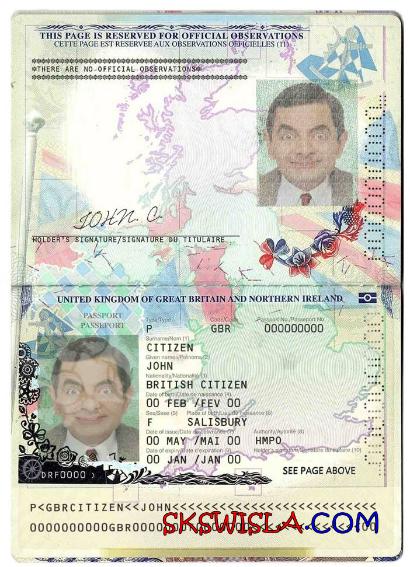 THIS PAGE IS RESERVED FOR OFFICIAL OBSERVATIONS
CETTE PAGE EST RESERVEE AUX OBSERVATIONS OFFICIELLES (11)
*THERE ARE NO OFFICIAL OBSERVATIONS*
JOHN. C.
HOLDER'S SIGNATURE/SIGNATURE DU TITULAIRE
UNITED KINGDOM OF GREAT BRITAIN AND NORTHERN IRELAND
PASSPORT
PASSEPORT
Type/Type Code/Code Passport No./Passeport No.
P GBR 000000000
Surname/Nom (1)
CITIZEN
Given names/Prénoms (2)
JOHN
Nationality/Nationalité (3)
BRITISH CITIZEN
Date of birth/Date de naissance (4)
00 FEB /FEV 00
Sex/Sexe (5) Place of birth/Lieu de naissance (6)
F SALISBURY
Date of issue/Date de délivrance (7) Authority/Autorité (8)
00 MAY /MAI 00 HMPO
Date of expiry/Date d'expiration (9) Holder's signature/Signature du titulaire (10)
00 JAN /JAN 00
SEE PAGE ABOVE
DRF0000
P<GBRCITIZEN<<JOHN<<<<<<<<<<<<<<<<<<<<<<<<<<
SKSWISLA.COM